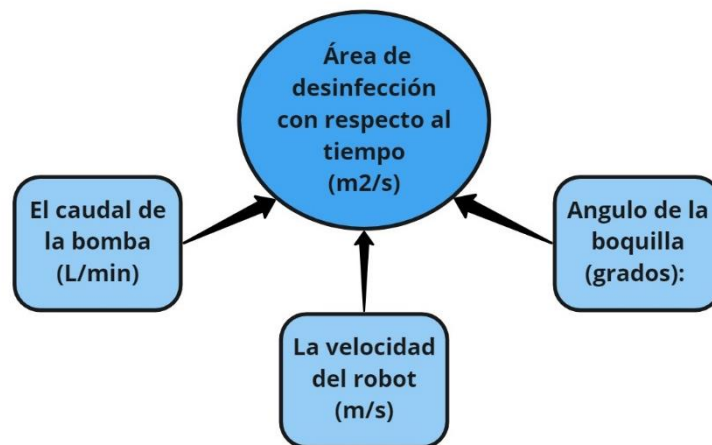 Área de
desinfección
con respecto al
tiempo
(m2/s)
El caudal de
la bomba
(L/min)
Angulo de la
boquilla
(grados):
La velocidad
del robot
(m/s)